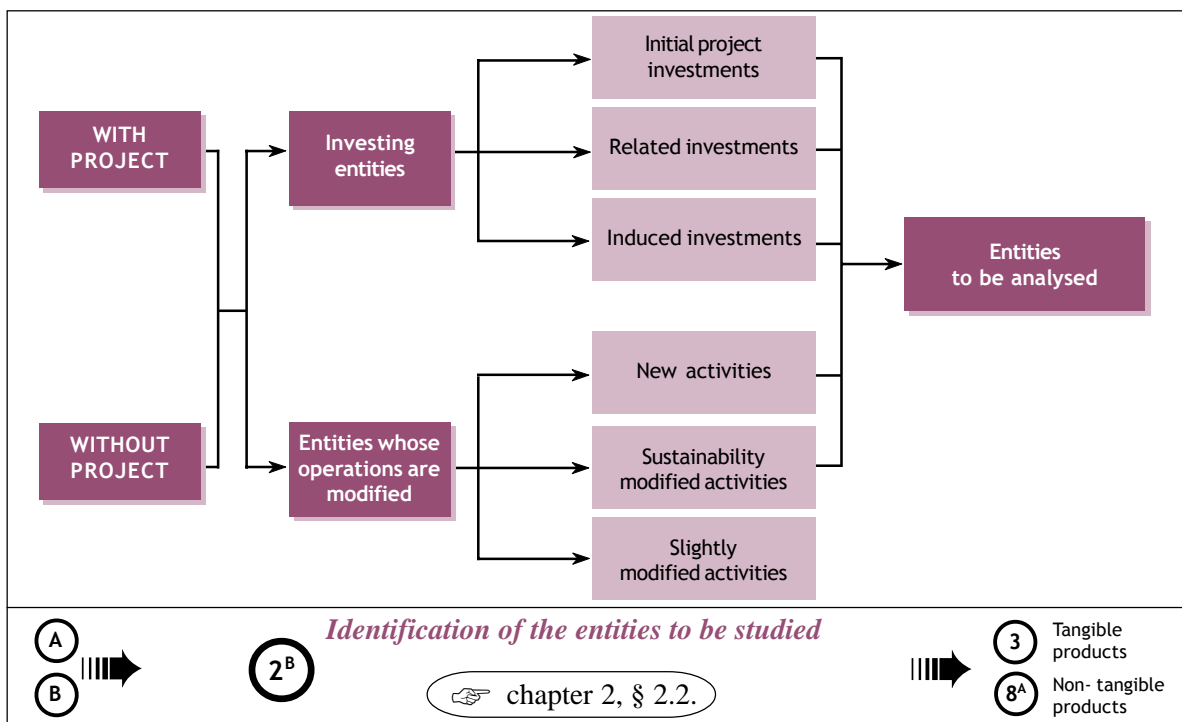 WITH
PROJECT
WITHOUT
PROJECT
Investing
entities
Entities whose
operations are
modified
Initial project
investments
Related investments
Induced investments
New activities
Sustainability
modified activities
Slightly
modified activities
Entities
to be analysed
A
B
2B
Identification of the entities to be studied
☞ chapter 2, § 2.2.
3 Tangible
products
8A Non- tangible
products